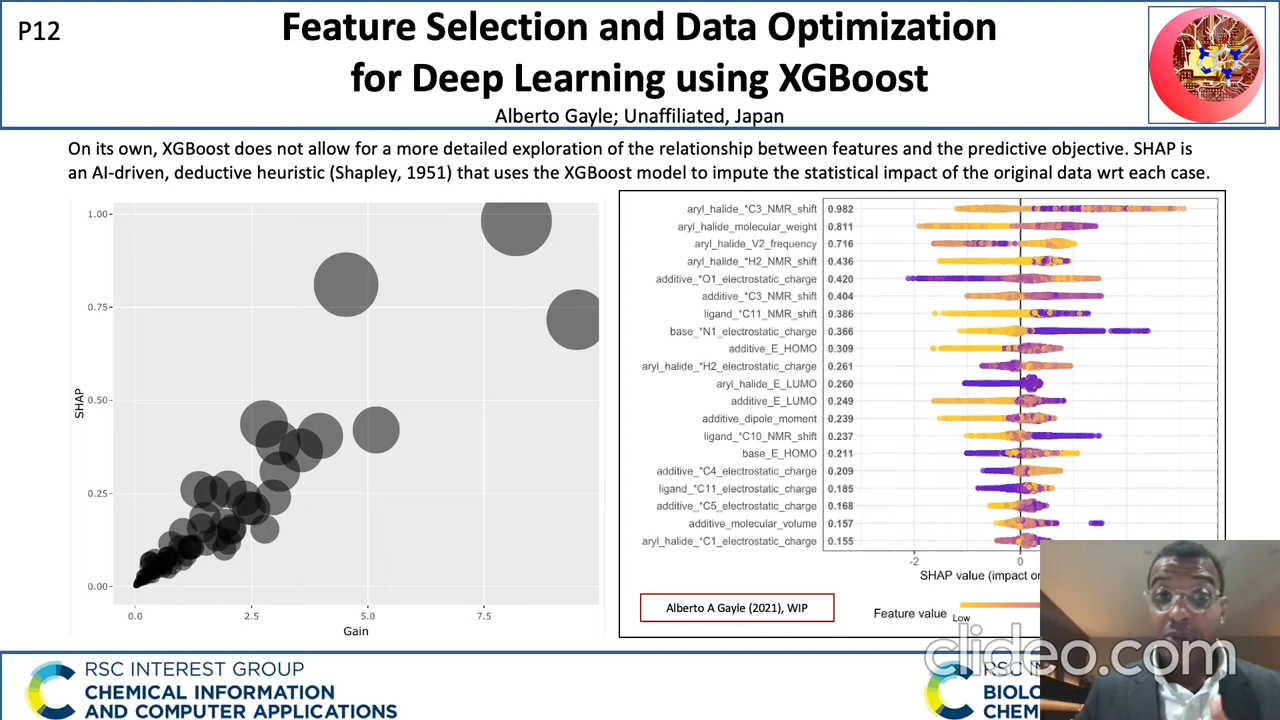 P12
Feature Selection and Data Optimization
for Deep Learning using XGBoost
Alberto Gayle; Unaffiliated, Japan
On its own, XGBoost does not allow for a more detailed exploration of the relationship between features and the predictive objective. SHAP is
an AI-driven, deductive heuristic (Shapley, 1951) that uses the XGBoost model to impute the statistical impact of the original data wrt each case.
1.00
0.75
0.50
0.25
0.00
SHAP
0.0 2.5 5.0 7.5
Gain
aryl_halide_*C3_NMR_shift 0.982
aryl_halide_molecular_weight 0.811
aryl_halide_V2_frequency 0.716
aryl_halide_*H2_NMR_shift 0.436
additive_*O1_electrostatic_charge 0.420
additive_*C3_NMR_shift 0.404
ligand_*C11_NMR_shift 0.386
base_*N1_electrostatic_charge 0.366
additive_E_HOMO 0.309
aryl_halide_*H2_electrostatic_charge 0.261
aryl_halide_E_LUMO 0.260
additive_E_LUMO 0.249
additive_dipole_moment 0.239
ligand_*C10_NMR_shift 0.237
base_E_HOMO 0.211
additive_*C4_electrostatic_charge 0.209
ligand_*C11_electrostatic_charge 0.185
additive_*C5_electrostatic_charge 0.168
additive_molecular_volume 0.157
aryl_halide_*C1_electrostatic_charge 0.155
-2 0
SHAP value (impact
Alberto A Gayle (2021), WIP
Feature value Low
clideo.com
RSC INTEREST GROUP
CHEMICAL INFORMATION
AND COMPUTER APPLICATIONS
RSC
BIOLO
CHEM